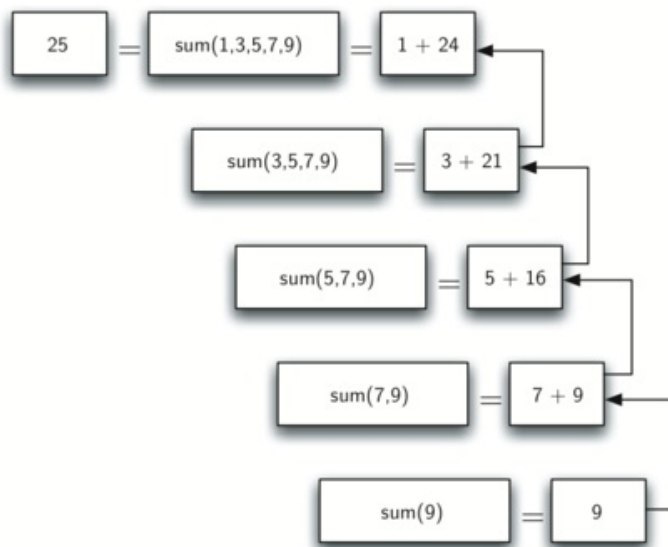 25 = sum(1,3,5,7,9) = 1 + 24
sum(3,5,7,9) = 3 + 21
sum(5,7,9) = 5 + 16
sum(7,9) = 7 + 9
sum(9) = 9